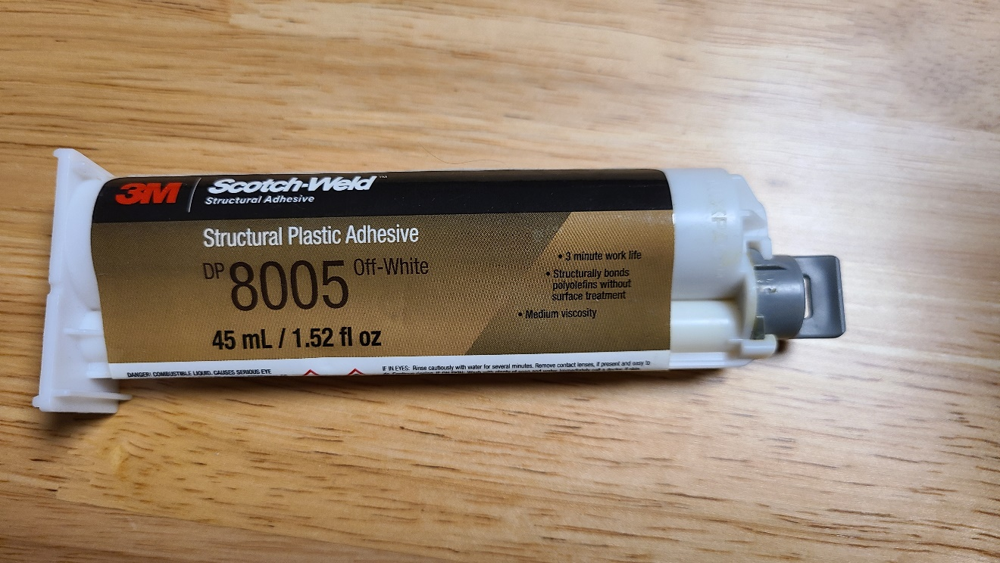 3M
Scotch-Weld™
Structural Adhesive
Structural Plastic Adhesive
DP 8005 Off-White
45 mL / 1.52 fl oz
• 3 minute work life
• Structurally bonds
polyolefins without
surface treatment
• Medium viscosity
DANGER! COMBUSTIBLE LIQUID. CAUSES SERIOUS EYE
IF IN EYES: Rinse cautiously with water for several minutes. Remove contact lenses, if present and easy to